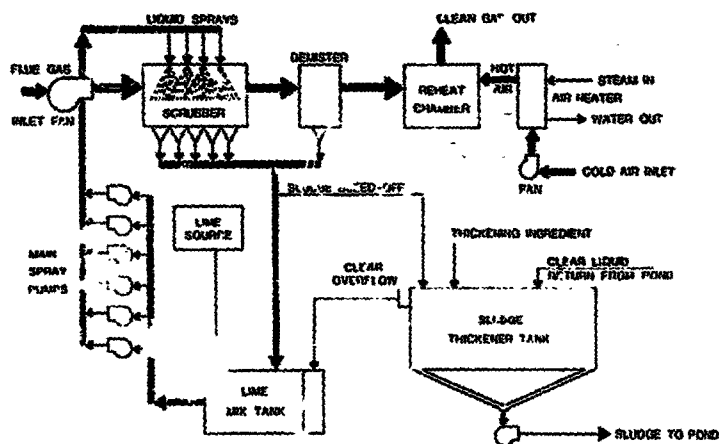 LIQUID SPRAYS
CLEAN GAS OUT
FLUE GAS
DEMISTER
HOT
AIR
STEAM IN
REHEAT
CHAMBER
AIR HEATER
INLET FAN
SCRUBBER
WATER OUT
COLD AIR INLET
FAN
SLUDGE BLEED-OFF
LIME
SOURCE
THICKENING INGREDIENT
MAIN
SPRAY
PUMPS
CLEAR
OVERFLOW
CLEAR LIQUID
RETURN FROM POND
SLUDGE
THICKENER TANK
LIME
MIX TANK
SLUDGE TO POND